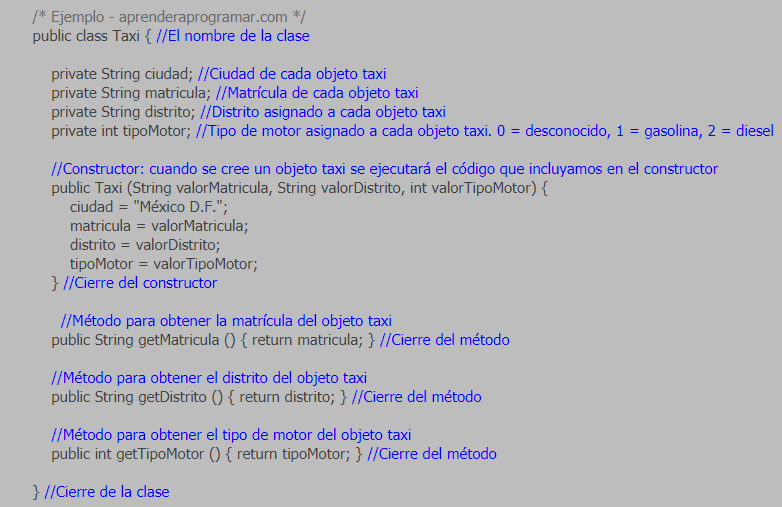 /* Ejemplo - aprenderaprogramar.com */
public class Taxi { //El nombre de la clase
private String ciudad; //Ciudad de cada objeto taxi
private String matricula; //Matrícula de cada objeto taxi
private String distrito; //Distrito asignado a cada objeto taxi
private int tipoMotor; //Tipo de motor asignado a cada objeto taxi. 0 = desconocido, 1 = gasolina, 2 = diesel
//Constructor: cuando se cree un objeto taxi se ejecutará el código que incluyamos en el constructor
public Taxi (String valorMatricula, String valorDistrito, int valorTipoMotor) {
ciudad = "México D.F.";
matricula = valorMatricula;
distrito = valorDistrito;
tipoMotor = valorTipoMotor;
} //Cierre del constructor
//Método para obtener la matrícula del objeto taxi
public String getMatricula () { return matricula; } //Cierre del método
//Método para obtener el distrito del objeto taxi
public String getDistrito () { return distrito; } //Cierre del método
//Método para obtener el tipo de motor del objeto taxi
public int getTipoMotor () { return tipoMotor; } //Cierre del método
} //Cierre de la clase